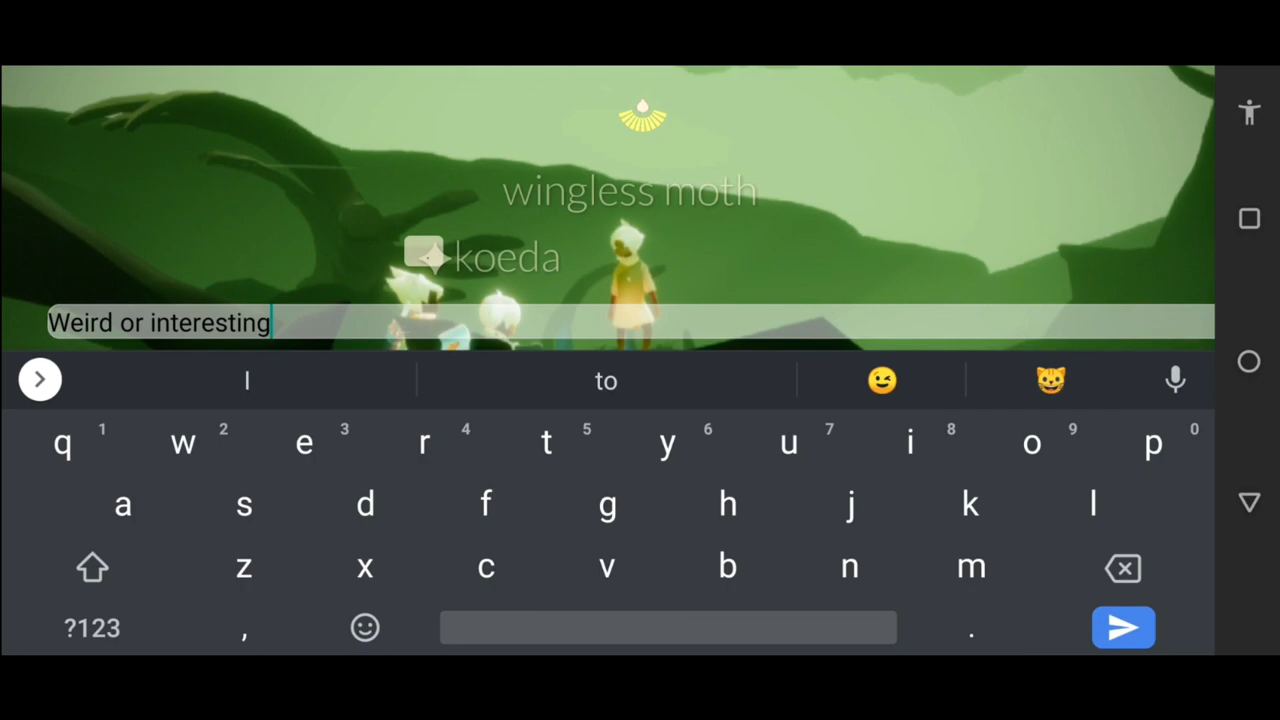 wingless moth
koeda
Weird or interesting
I to 😉 😺
q 1 w 2 e 3 r 4 t 5 y 6 u 7 i 8 o 9 p 0
a s d f g h j k l
z x c v b n m
?123 , .